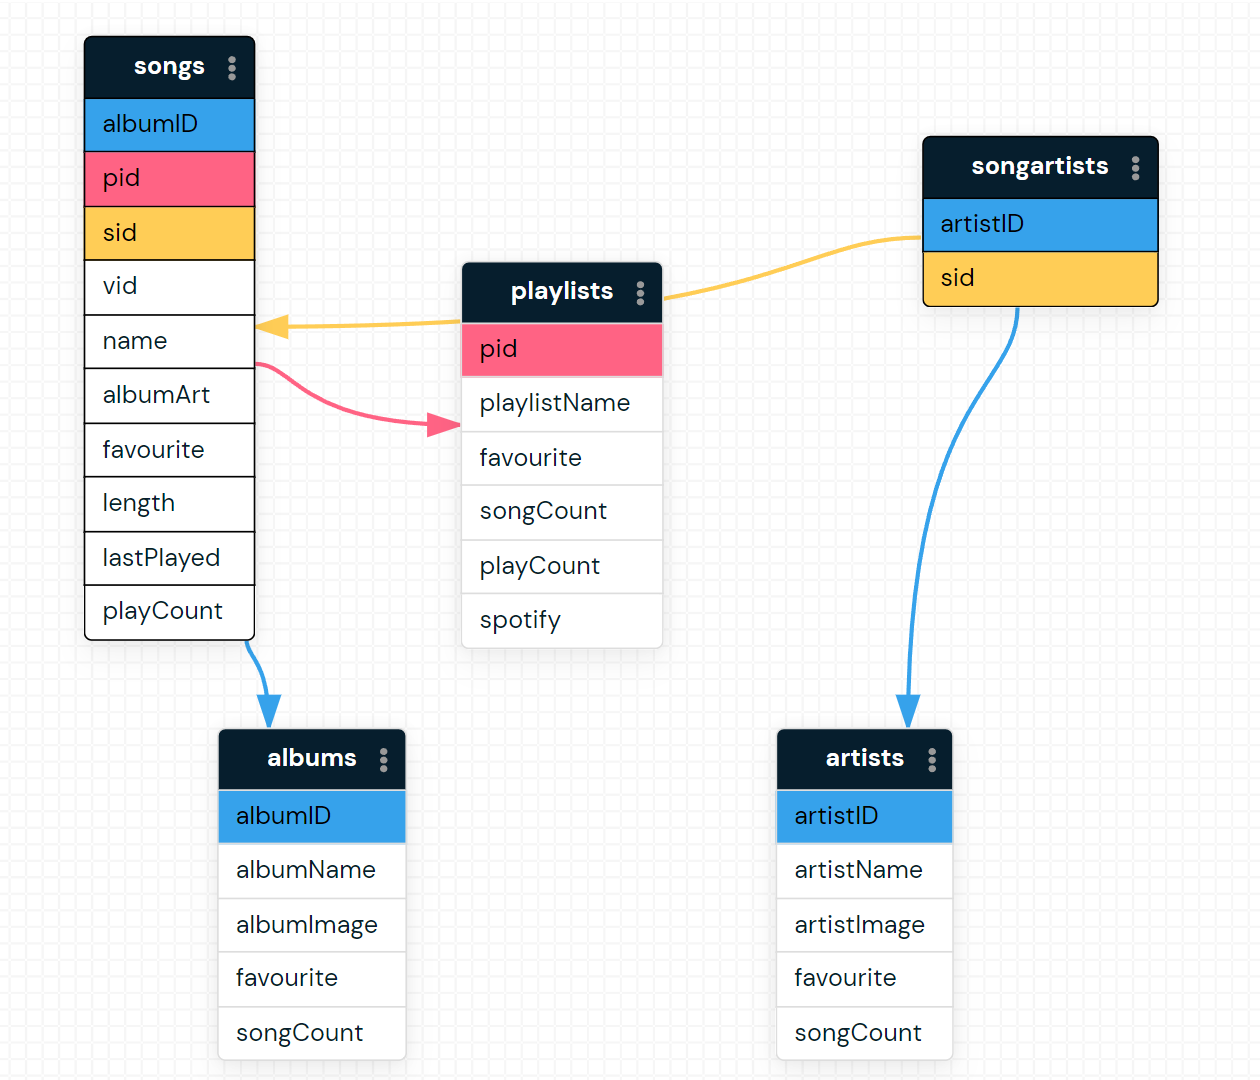 songs
albumID
pid
sid
vid
name
albumArt
favourite
length
lastPlayed
playCount
playlists
pid
playlistName
favourite
songCount
playCount
spotify
songartists
artistID
sid
albums
albumID
albumName
albumImage
favourite
songCount
artists
artistID
artistName
artistImage
favourite
songCount